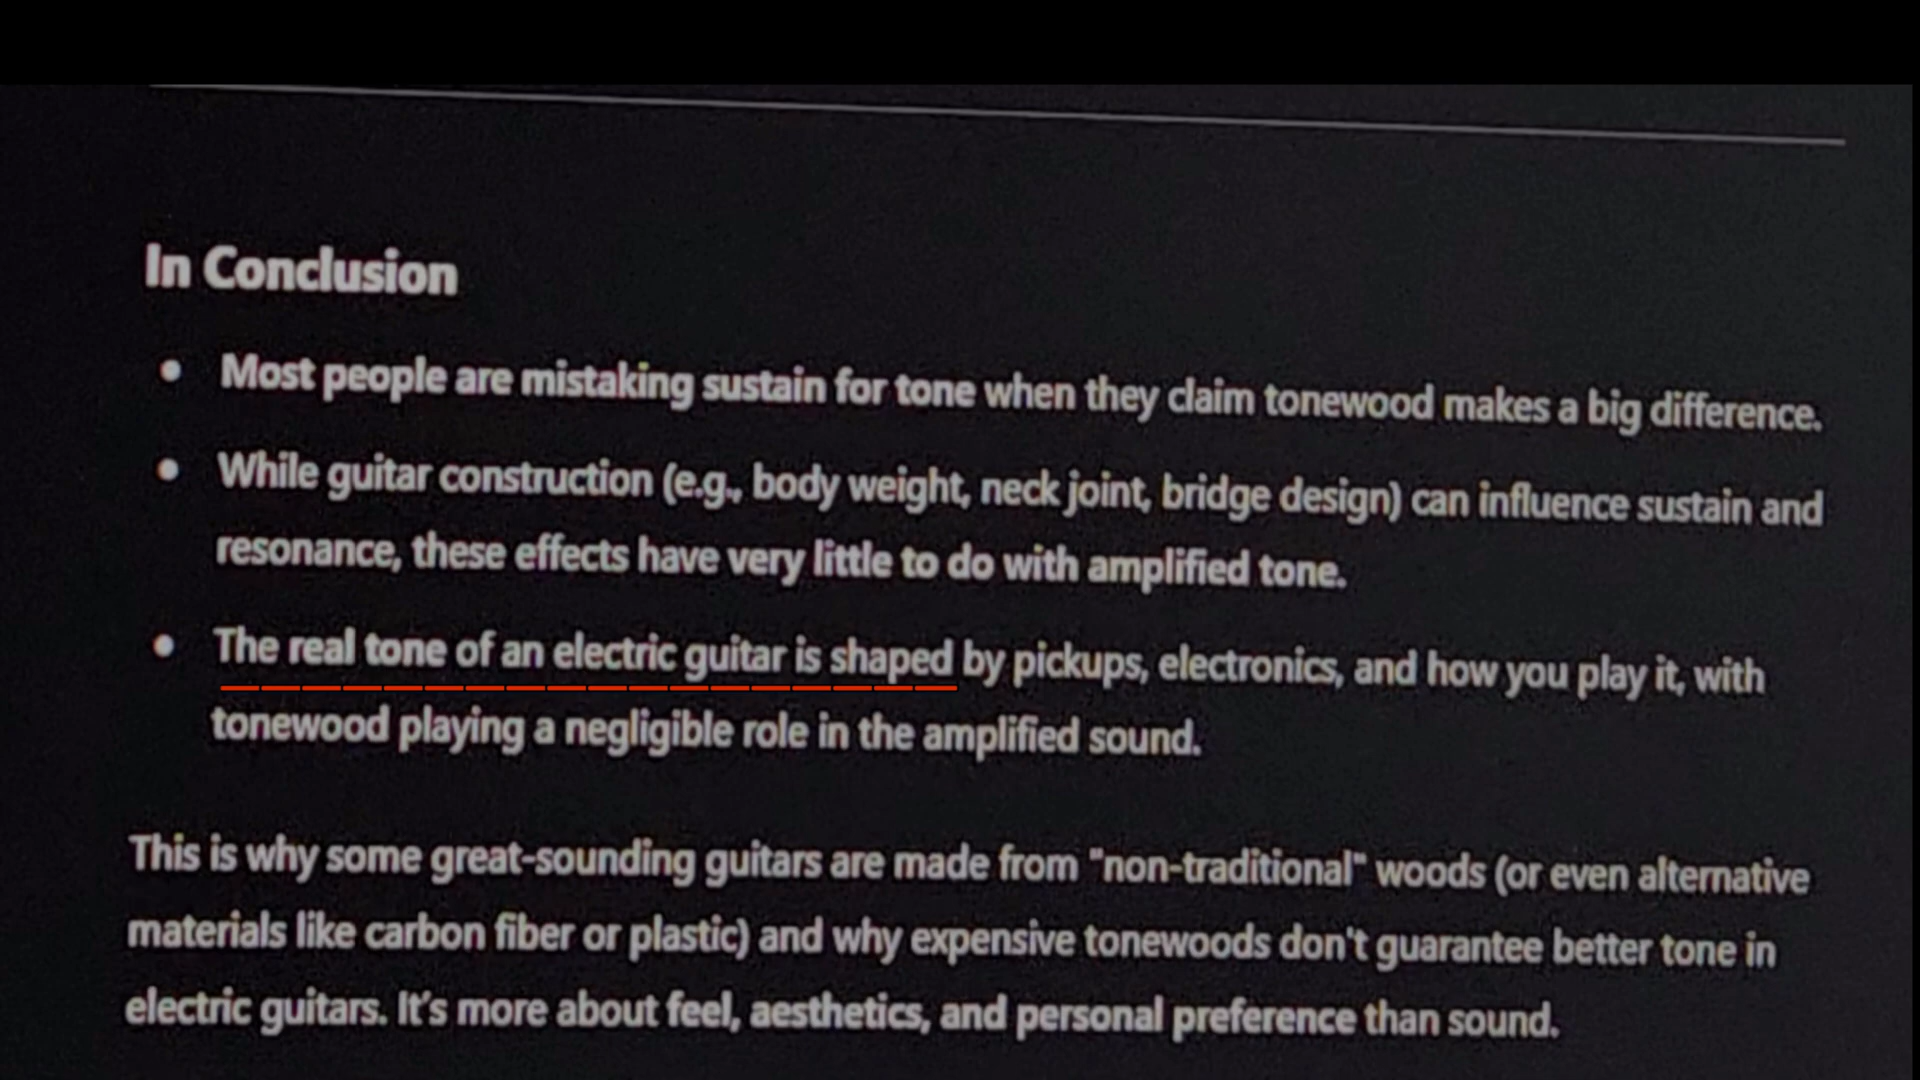 In Conclusion
• Most people are mistaking sustain for tone when they claim tonewood makes a big difference.
• While guitar construction (e.g., body weight, neck joint, bridge design) can influence sustain and
resonance, these effects have very little to do with amplified tone.
• The real tone of an electric guitar is shaped by pickups, electronics, and how you play it, with
tonewood playing a negligible role in the amplified sound.
This is why some great-sounding guitars are made from "non-traditional" woods (or even alternative
materials like carbon fiber or plastic) and why expensive tonewoods don't guarantee better tone in
electric guitars. It's more about feel, aesthetics, and personal preference than sound.